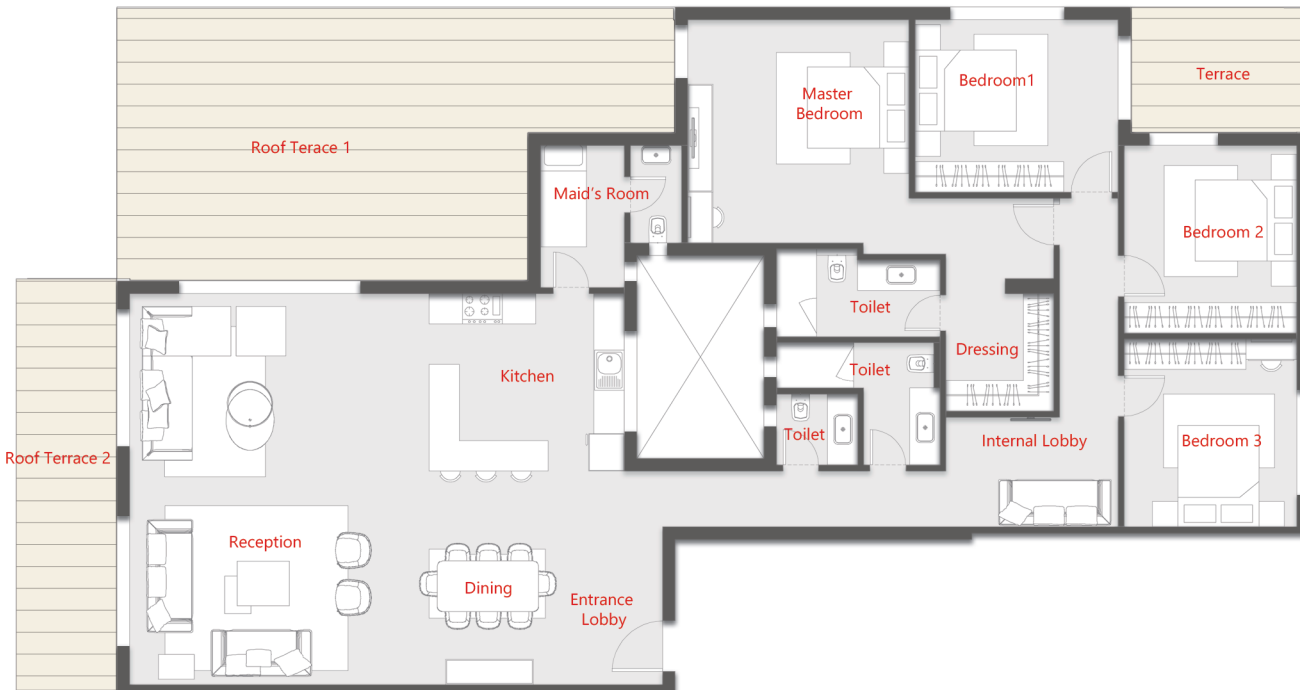 Terrace
Bedroom1
Master
Bedroom
Roof Terace 1
Maid's Room
Bedroom 2
Toilet
Dressing
Toilet
Kitchen
Toilet
Internal Lobby
Bedroom 3
Roof Terrace 2
Reception
Dining
Entrance
Lobby